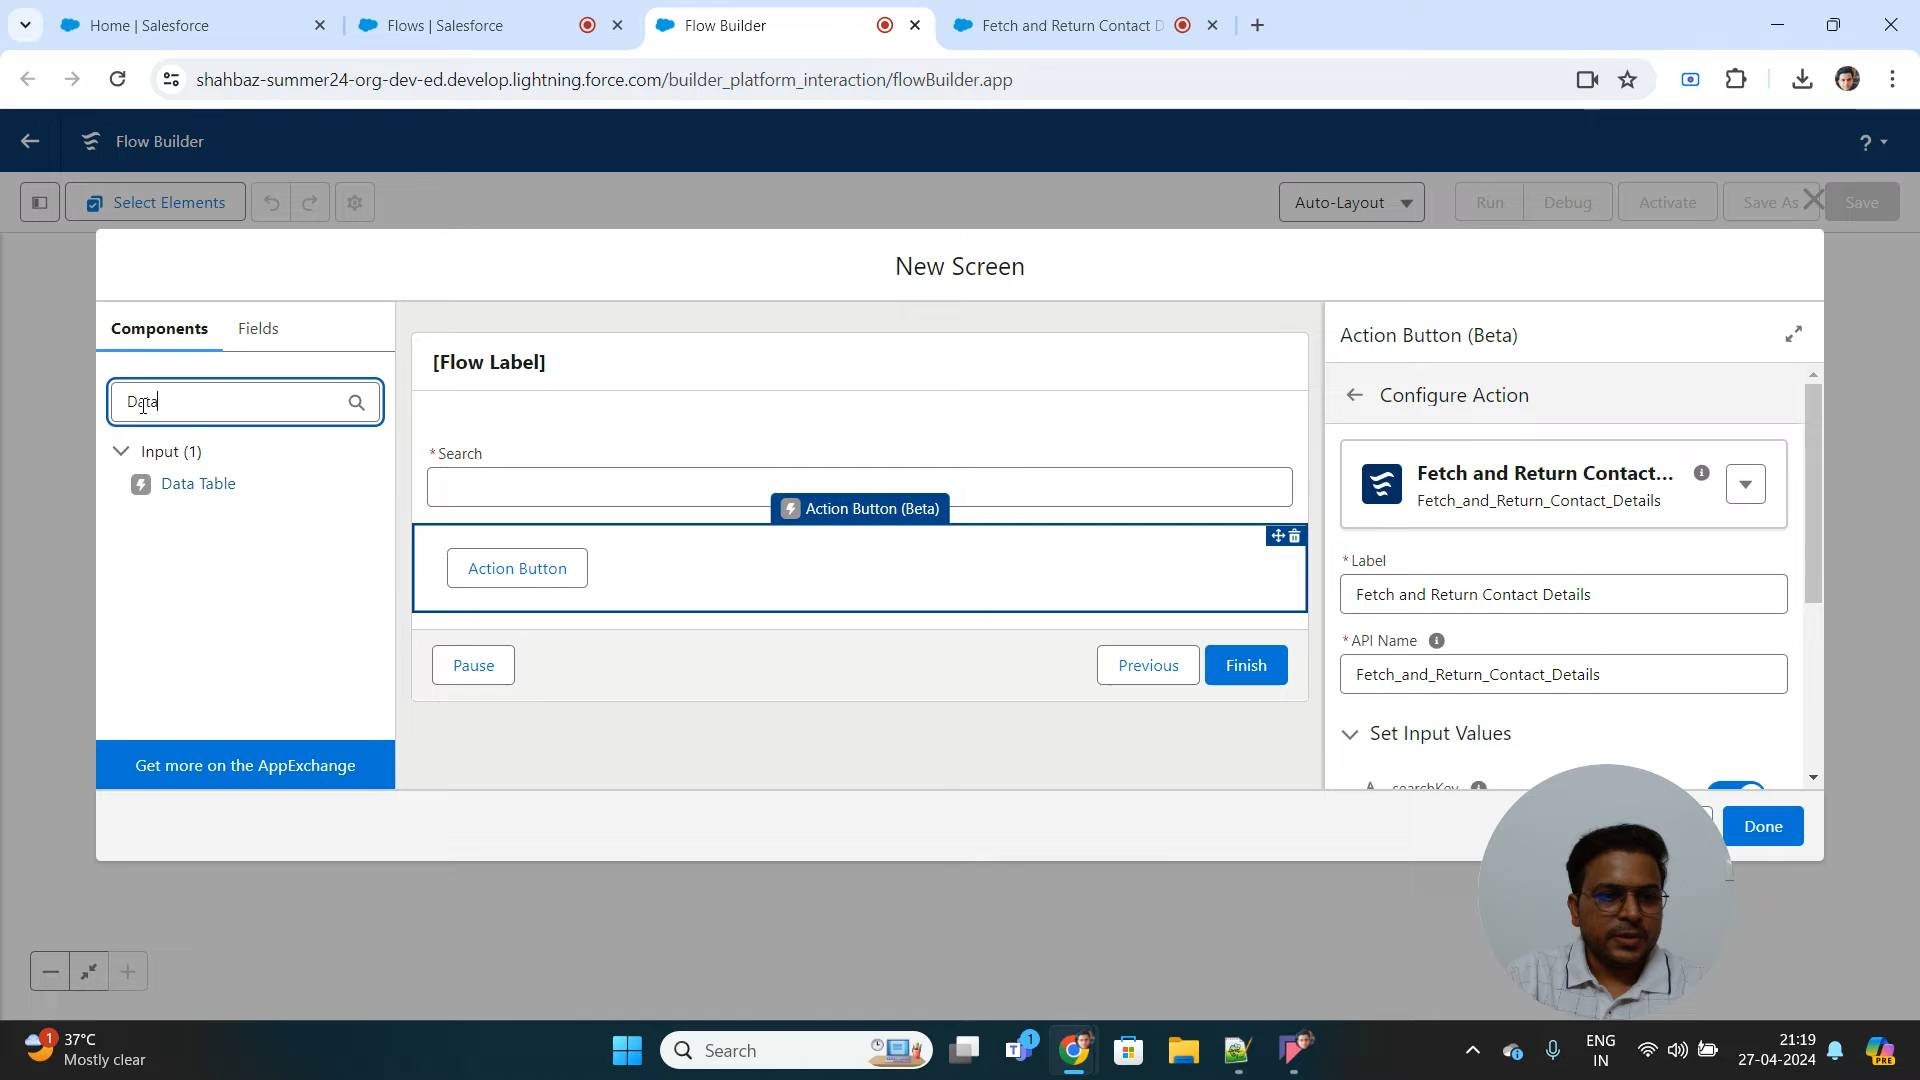 Home | Salesforce
Flows | Salesforce
Flow Builder
Fetch and Return Contact D
shahbaz-summer24-org-dev-ed.develop.lightning.force.com/builder_platform_interaction/flowBuilder.app
Flow Builder
?
Select Elements
Auto-Layout
Run
Debug
Activate
Save As
Save
New Screen
Components
Fields
Data
Input (1)
Data Table
Get more on the AppExchange
[Flow Label]
* Search
Action Button (Beta)
Action Button
Pause
Previous
Finish
Action Button (Beta)
Configure Action
Fetch and Return Contact...
Fetch_and_Return_Contact_Details
* Label
Fetch and Return Contact Details
* API Name
Fetch_and_Return_Contact_Details
Set Input Values
searchKey
Done
1
37°C
Mostly clear
Search
1
ENG
IN
21:19
27-04-2024
PRE